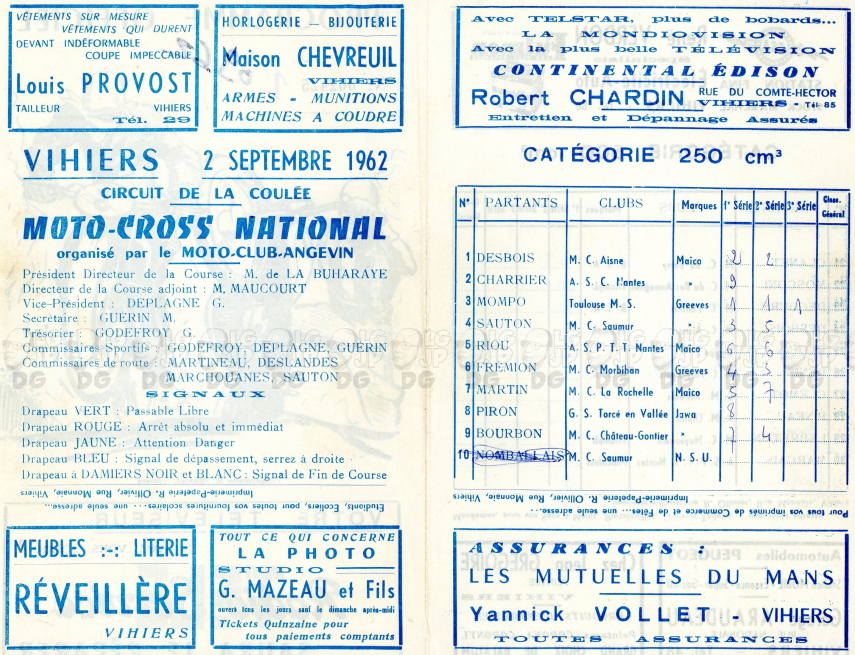 VÊTEMENTS SUR MESURE
VÊTEMENTS QUI DURENT
DEVANT INDÉFORMABLE
COUPE IMPECCABLE
Louis PROVOST
TAILLEUR VIHIERS
Tél. 29
HORLOGERIE – BIJOUTERIE
Maison CHEVREUIL
VIHIERS
ARMES - MUNITIONS
MACHINES A COUDRE
VIHIERS 2 SEPTEMBRE 1962
CIRCUIT DE LA COULÉE
MOTO-CROSS NATIONAL
organisé par le MOTO-CLUB-ANGEVIN
Président Directeur de la Course : M. de LA BUHARAYE
Directeur de la Course adjoint : M. MAUCOURT
Vice-Président : DEPLAGNE G.
Secrétaire : GUÉRIN M.
Trésorier : GODEFROY G.
Commissaires Sportifs : GODEFROY, DEPLAGNE, GUÉRIN
Commissaires de route : MARTINEAU, DESLANDES
MARCHOUANES, SAUTON
SIGNAUX
Drapeau VERT : Passable Libre
Drapeau ROUGE : Arrêt absolu et immédiat
Drapeau JAUNE : Attention Danger
Drapeau BLEU : Signal de dépassement, serrez à droite
Drapeau à DAMIERS NOIR et BLANC : Signal de Fin de Course
Etudiants, Ecoliers, pour toutes vos fournitures scolaires... une seule adresse...
Imprimerie-Papeterie R. Ollivier, Rue Monnaie, Vihiers
MEUBLES :-: LITERIE
RÉVEILLÈRE
VIHIERS
TOUT CE QUI CONCERNE
LA PHOTO
STUDIO
G. MAZEAU et Fils
ouvert tous les jours sauf le dimanche après-midi
Tickets Quinzaine pour
tous paiements comptants
Avec TELSTAR, plus de bobards...
LA MONDIOVISION
Avec la plus belle TÉLÉVISION
CONTINENTAL ÉDISON
Robert CHARDIN RUE DU COMTE-HECTOR
VIHIERS - Tél. 85
Entretien et Dépannage Assurés
CATÉGORIE 250 cm³
N° PARTANTS CLUBS Marques 1° Série 2° Série 3° Série Class. Général
1 DESBOIS M. C. Aisne Maïco 2 2
2 CHARRIER A. S. C. Nantes " 9
3 MOMPO Toulouse M. S. Greeves 1 1 1
4 SAUTON M. C. Saumur " 3 5
5 RIOU A. S. P. T. T. Nantes Maïco 6 6
6 FRÉMION M. C. Morbihan Greeves 4 3
7 MARTIN M. C. La Rochelle Maïco 5 7
8 PIRON G. S. Torcé en Vallée Jawa 8
9 BOURBON M. C. Château-Gontier " 7 4
10 NOMBALLAIS M. C. Saumur N. S. U.
Pour tous vos imprimés de Commerce et de Fêtes... une seule adresse...
Imprimerie-Papeterie R. Ollivier, Rue Monnaie, Vihiers
ASSURANCES :
LES MUTUELLES DU MANS
Yannick VOLLET - VIHIERS
TOUTES ASSURANCES